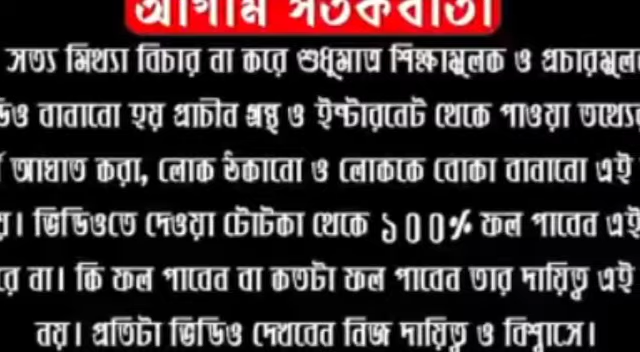 আগাম সতর্কবার্তা
সত্য মিথ্যা বিচার না করে শুধুমাত্র শিক্ষামূলক ও প্রচারমূলক
বানানো হয় প্রাচীন গ্রন্থ ও ইন্টারনেট থেকে পাওয়া তথ্যের
আঘাত করা, লোক ঠকানো ও লোককে বোকা বানানো এই
। ভিডিওতে দেওয়া টোটকা থেকে ১০০% ফল পাবেন এই
না। কি ফল পাবেন বা কতটা ফল পাবেন তার দায়িত্ব এই
নয়। প্রতিটা ভিডিও দেখবেন নিজ দায়িত্ব ও বিশ্বাসে।